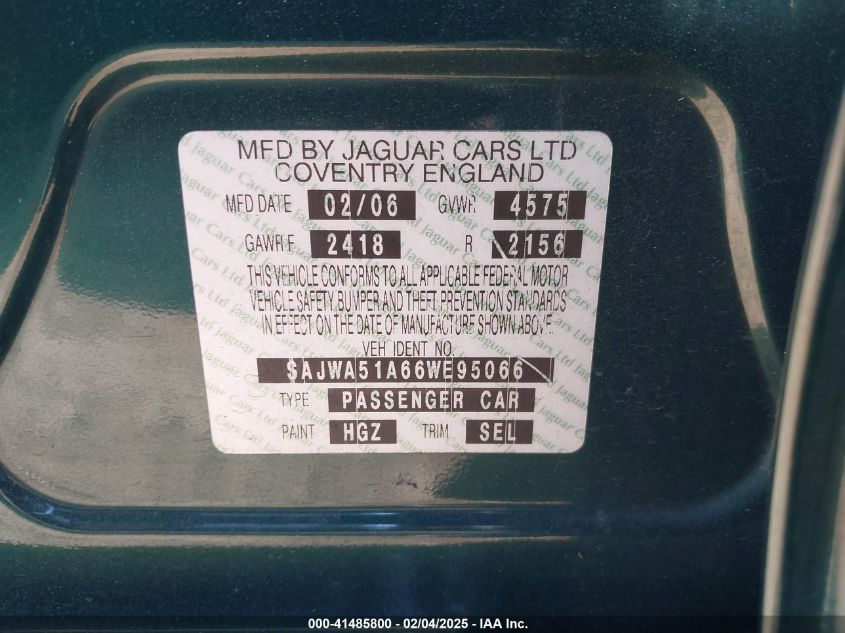 MFD BY JAGUAR CARS LTD
COVENTRY ENGLAND
MFD DATE 02/06 GVWR 4575
GAWR F 2418 R 2156
THIS VEHICLE CONFORMS TO ALL APPLICABLE FEDERAL MOTOR
VEHICLE SAFETY, BUMPER AND THEFT PREVENTION STANDARDS
IN EFFECT ON THE DATE OF MANUFACTURE SHOWN ABOVE.
VEH IDENT NO.
SAJWA51A66WE95066
TYPE PASSENGER CAR
PAINT HGZ TRIM SEL
000-41485800 - 02/04/2025 - IAA Inc.